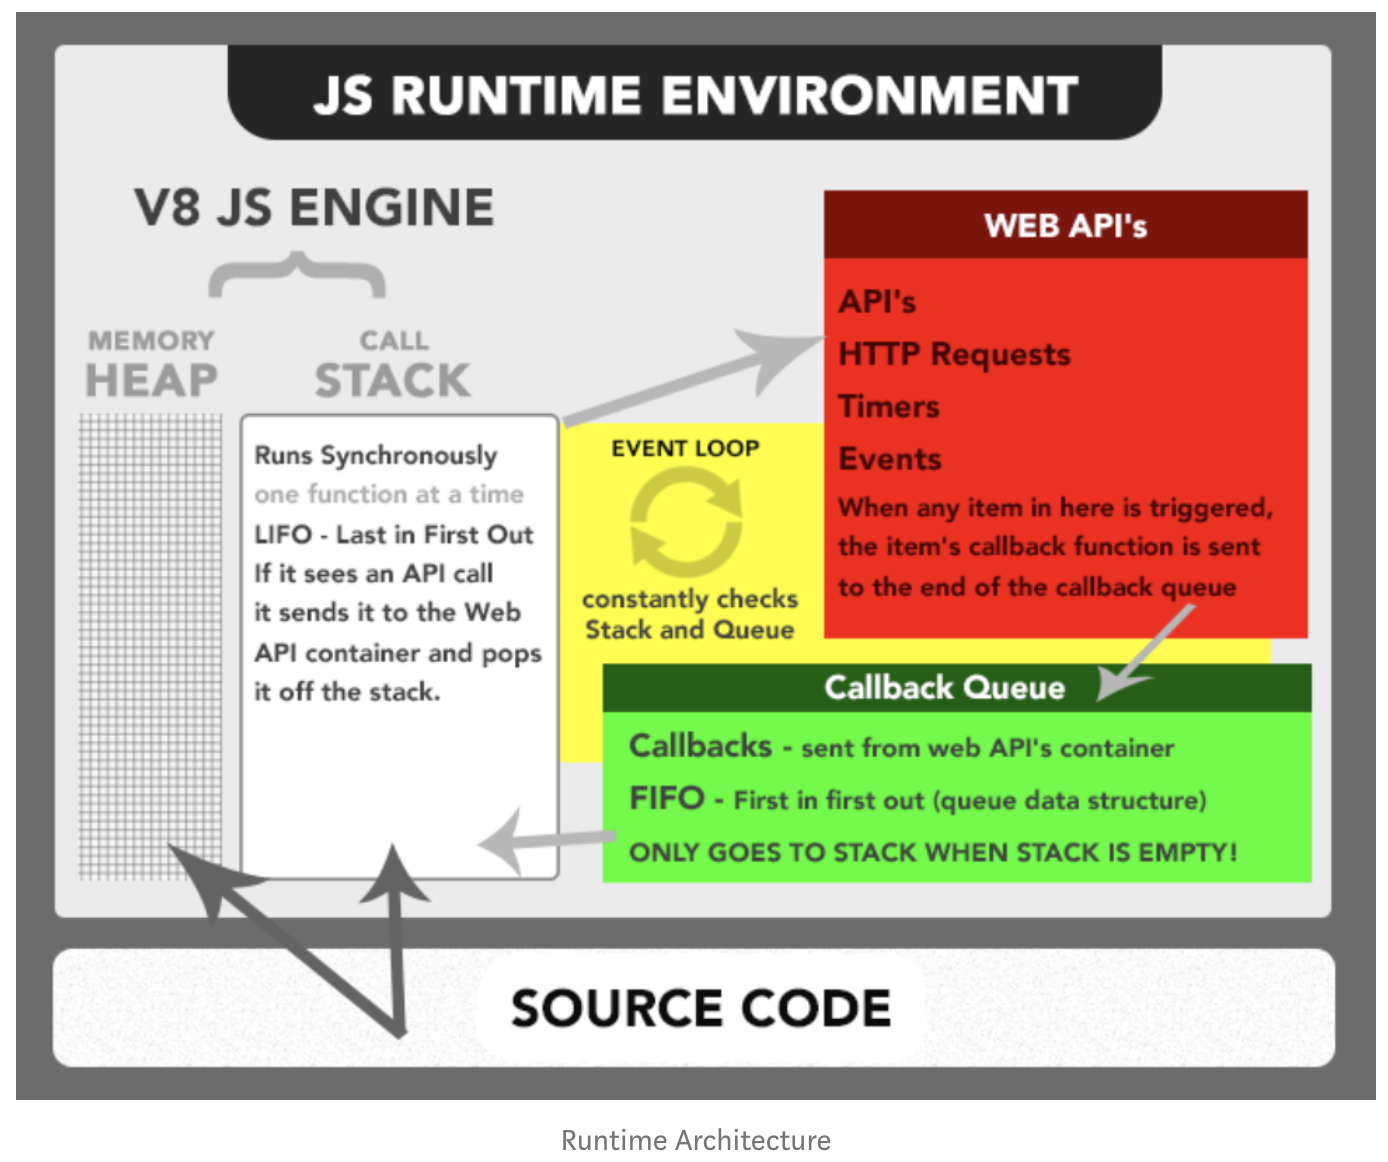 JS RUNTIME ENVIRONMENT
V8 JS ENGINE
MEMORY
HEAP
CALL
STACK
Runs Synchronously
one function at a time
LIFO - Last in First Out
If it sees an API call
it sends it to the Web
API container and pops
it off the stack.
EVENT LOOP
constantly checks
Stack and Queue
WEB API's
API's
HTTP Requests
Timers
Events
When any item in here is triggered,
the item's callback function is sent
to the end of the callback queue
Callback Queue
Callbacks - sent from web API's container
FIFO - First in first out (queue data structure)
ONLY GOES TO STACK WHEN STACK IS EMPTY!
SOURCE CODE
Runtime Architecture